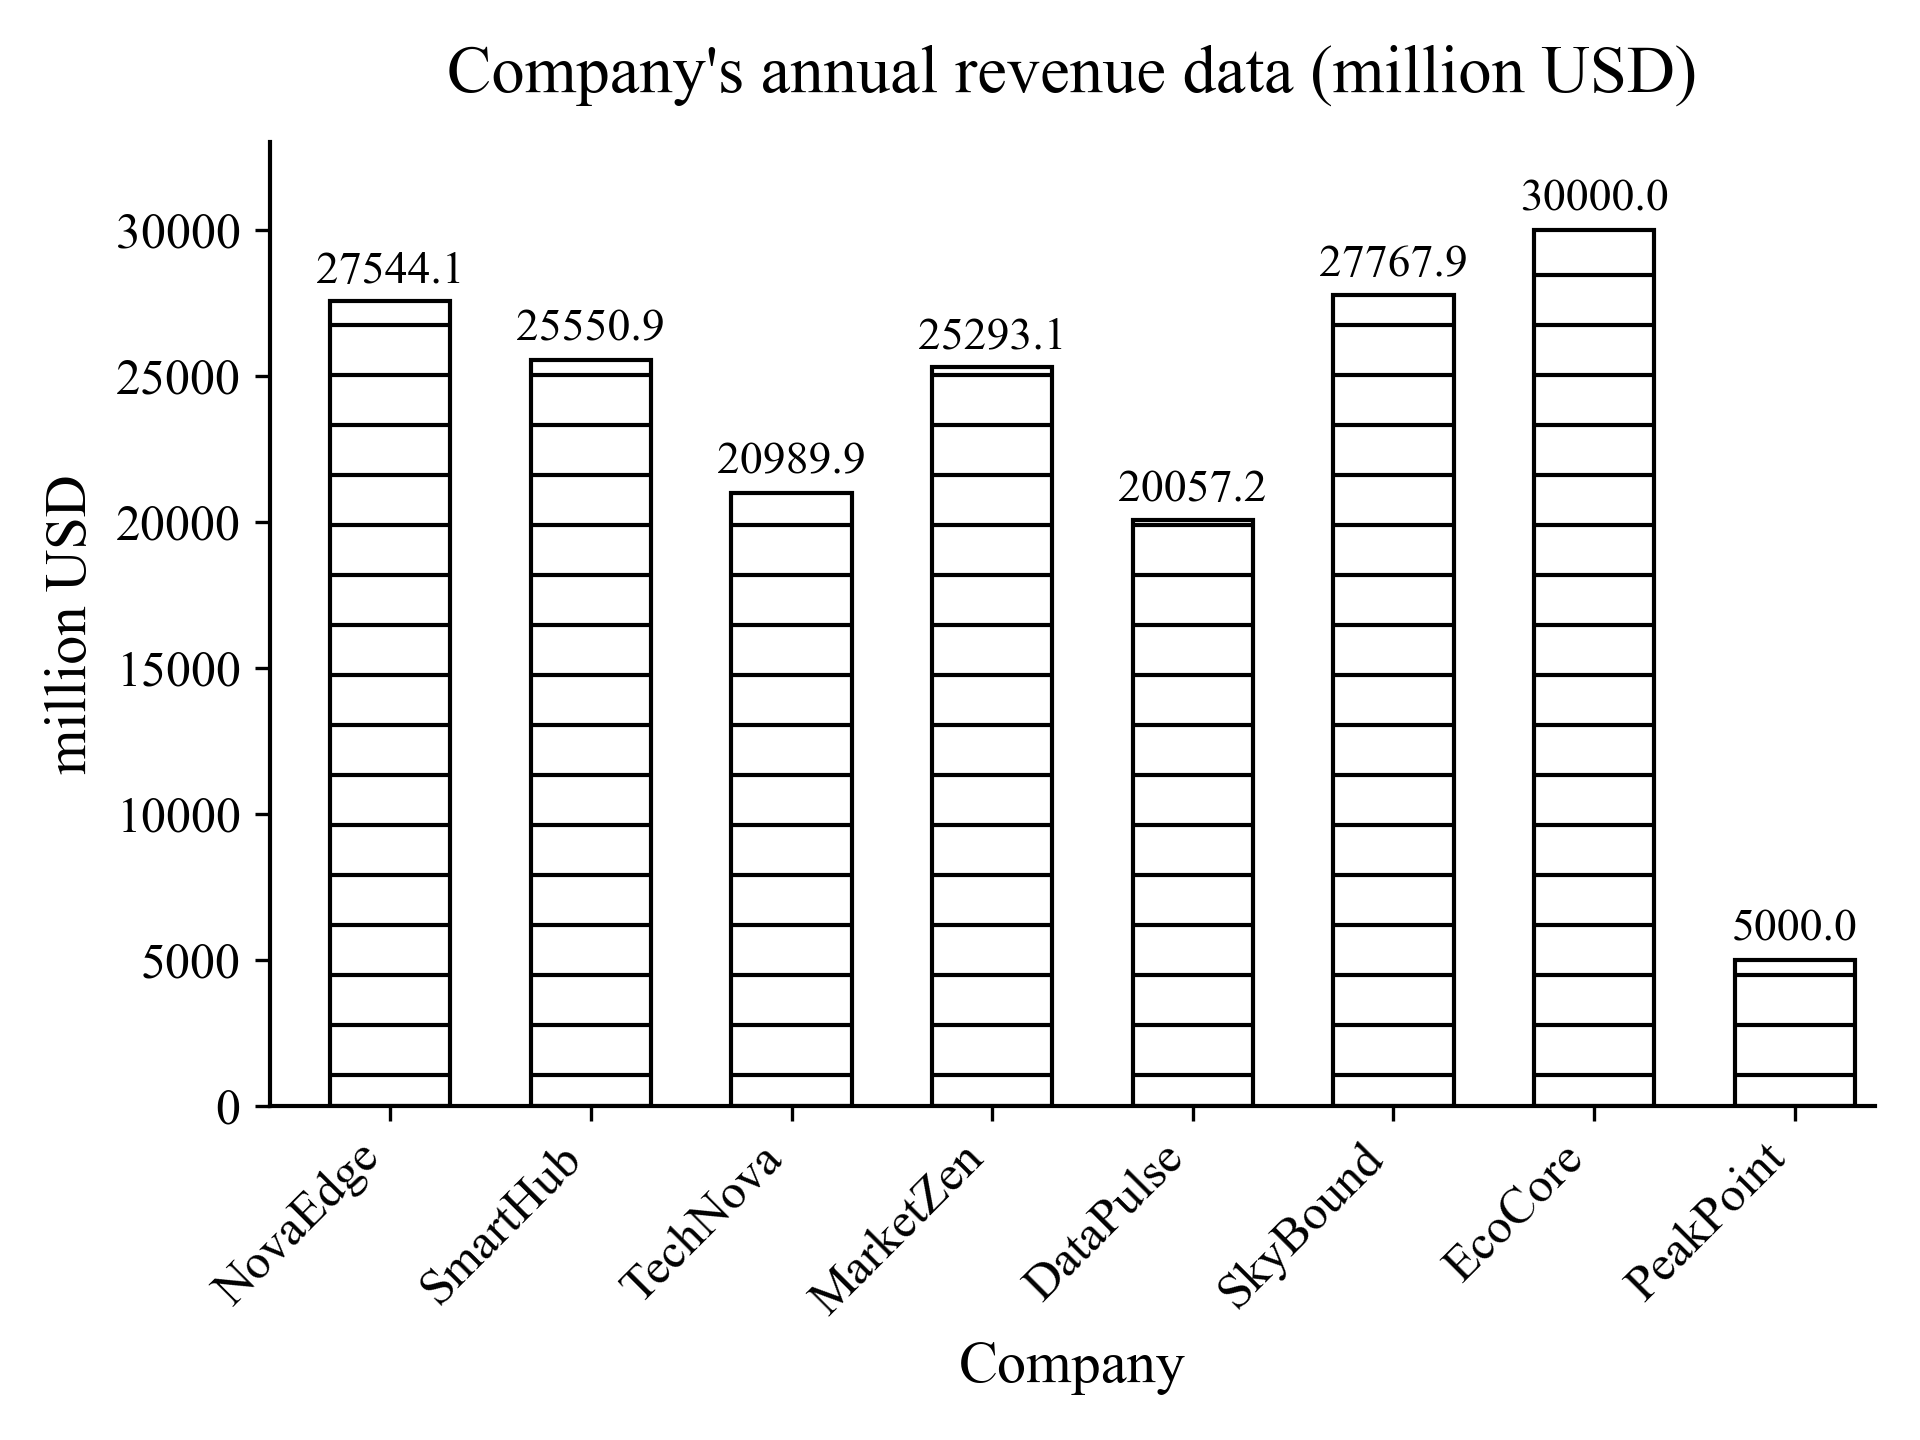 Company's annual revenue data (million USD)
million USD
30000
25000
20000
15000
10000
5000
0
27544.1
25550.9
20989.9
25293.1
20057.2
27767.9
30000.0
5000.0
NovaEdge
SmartHub
TechNova
MarketZen
DataPulse
SkyBound
EcoCore
PeakPoint
Company